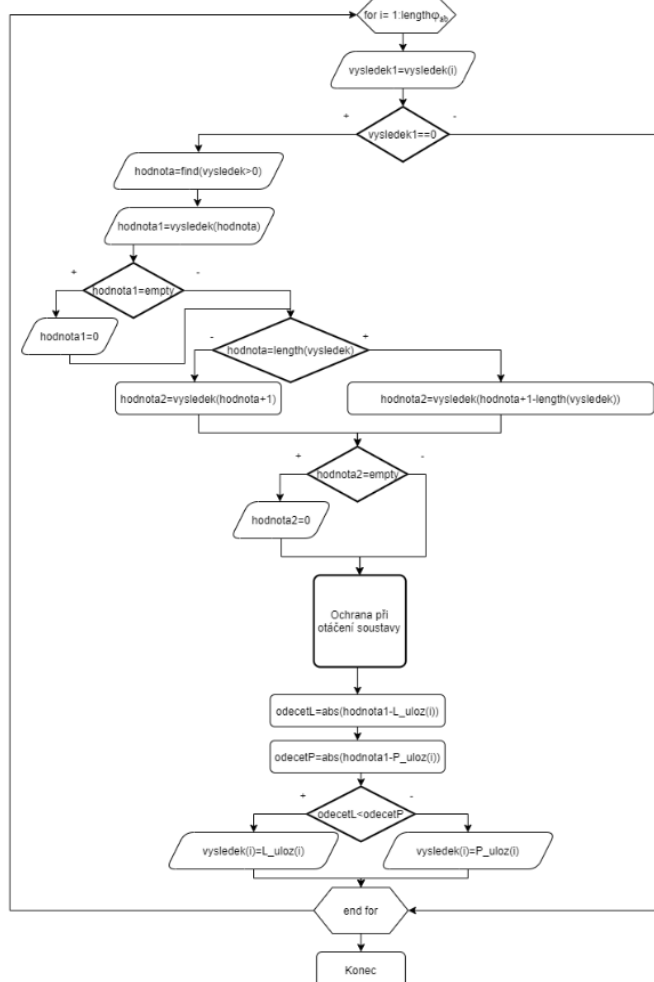 for i= 1:lengthφab
vysledek1=vysledek(i)
+
-
vysledek1==0
hodnota=find(vysledek>0)
hodnota1=vysledek(hodnota)
+
-
hodnota1=empty
hodnota1=0
-
+
hodnota=length(vysledek)
hodnota2=vysledek(hodnota+1)
hodnota2=vysledek(hodnota+1-length(vysledek))
+
-
hodnota2=empty
hodnota2=0
Ochrana při
otáčení soustavy
odecetL=abs(hodnota1-L_uloz(i))
odecetP=abs(hodnota1-P_uloz(i))
+
-
odecetL<odecetP
vysledek(i)=L_uloz(i)
vysledek(i)=P_uloz(i)
end for
Konec